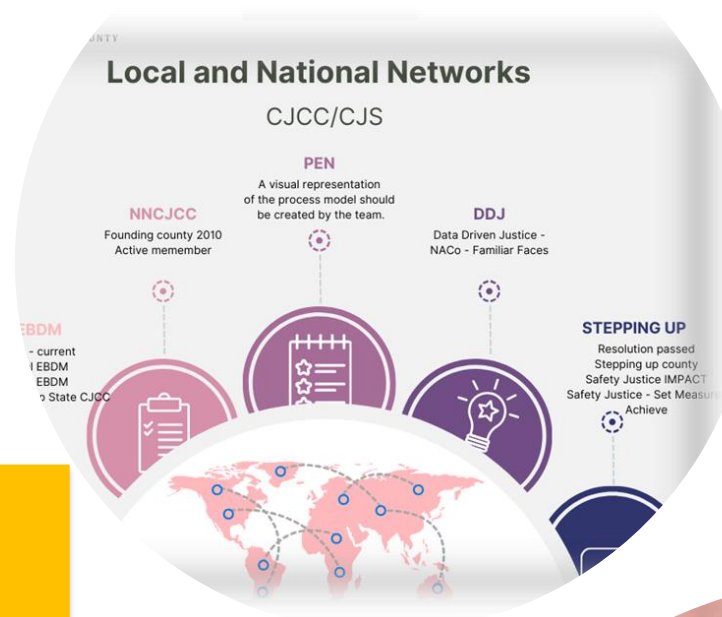 UNTY
Local and National Networks
CJCC/CJS
PEN
A visual representation
of the process model should
be created by the team.
NNCJCC
Founding county 2010
Active memember
DDJ
Data Driven Justice -
NACo - Familiar Faces
EBDM
- current
EBDM
EBDM
State CJCC
STEPPING UP
Resolution passed
Stepping up county
Safety Justice IMPACT
Safety Justice - Set Measure
Achieve